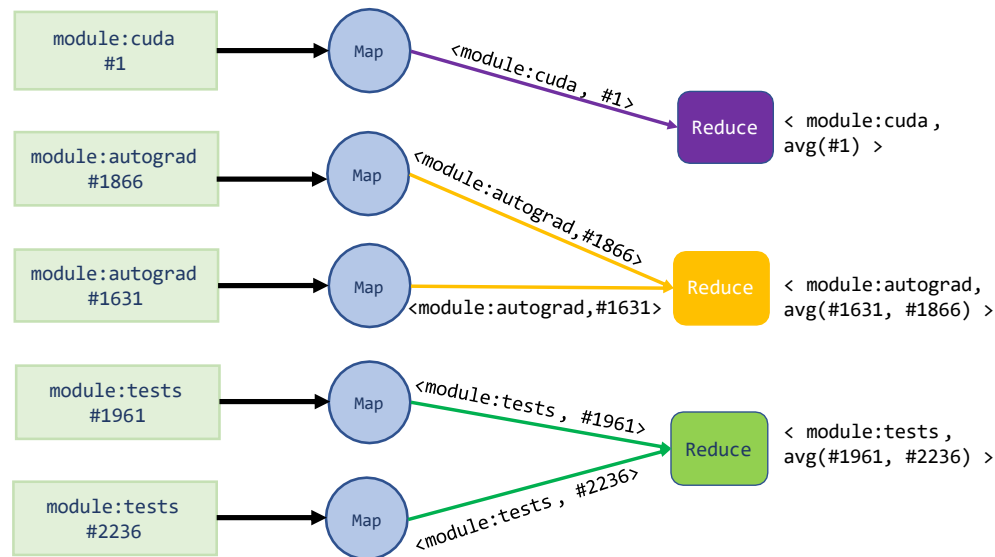 module:cuda
#1
Map
<module:cuda, #1>
Reduce
< module:cuda,
avg(#1) >
module:autograd
#1866
Map
<module:autograd,#1866>
module:autograd
#1631
Map
<module:autograd,#1631>
Reduce
< module:autograd,
avg(#1631, #1866) >
module:tests
#1961
Map
<module:tests, #1961>
Reduce
< module:tests,
avg(#1961, #2236) >
module:tests
#2236
Map
<module:tests, #2236>